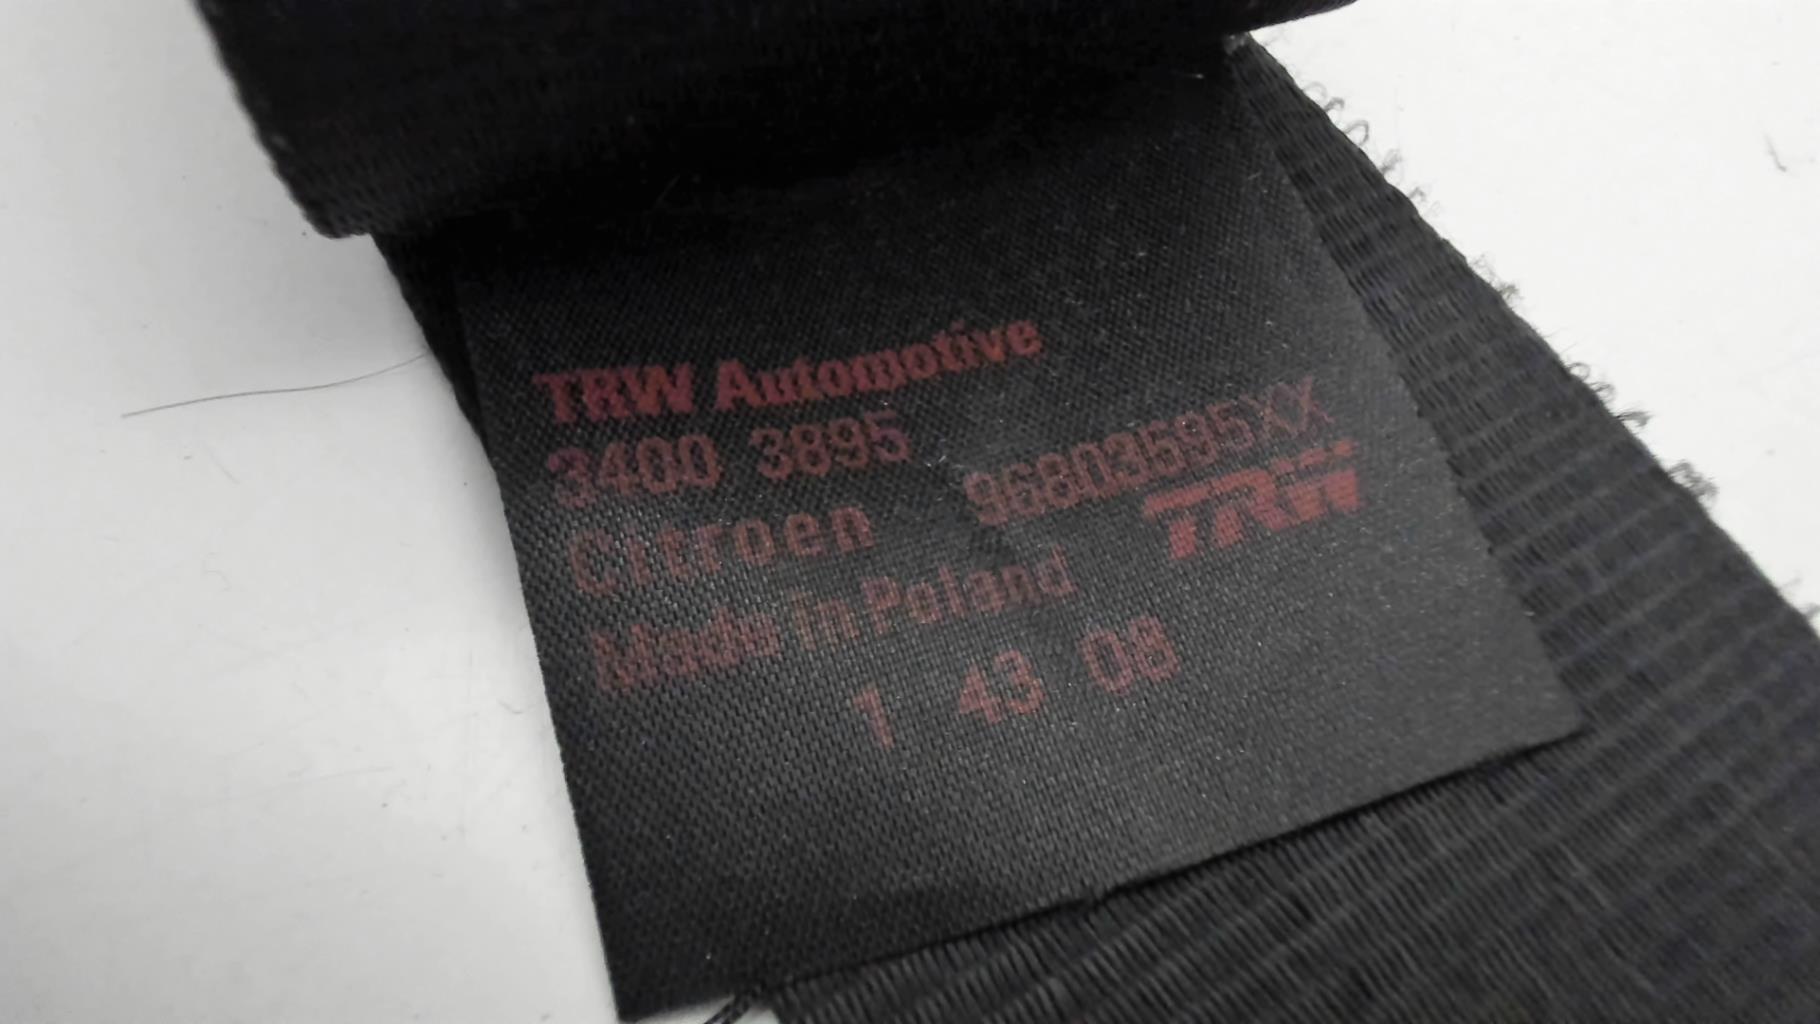 TRW Automotive
3400 3895 96803595XX
Citroen TRW
Made in Poland
1 43 08